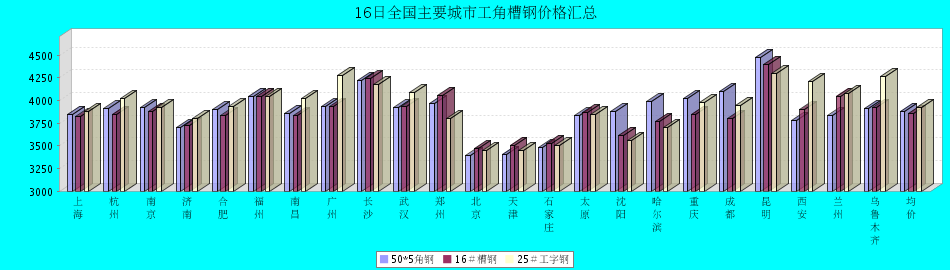 16日全国主要城市工角槽钢价格汇总
4500
4250
4000
3750
3500
3250
3000
上海
杭州
南京
济南
合肥
福州
南昌
广州
长沙
武汉
郑州
北京
天津
石家庄
太原
沈阳
哈尔滨
重庆
成都
昆明
西安
兰州
乌鲁木齐
均价
50*5角钢 16#槽钢 25#工字钢